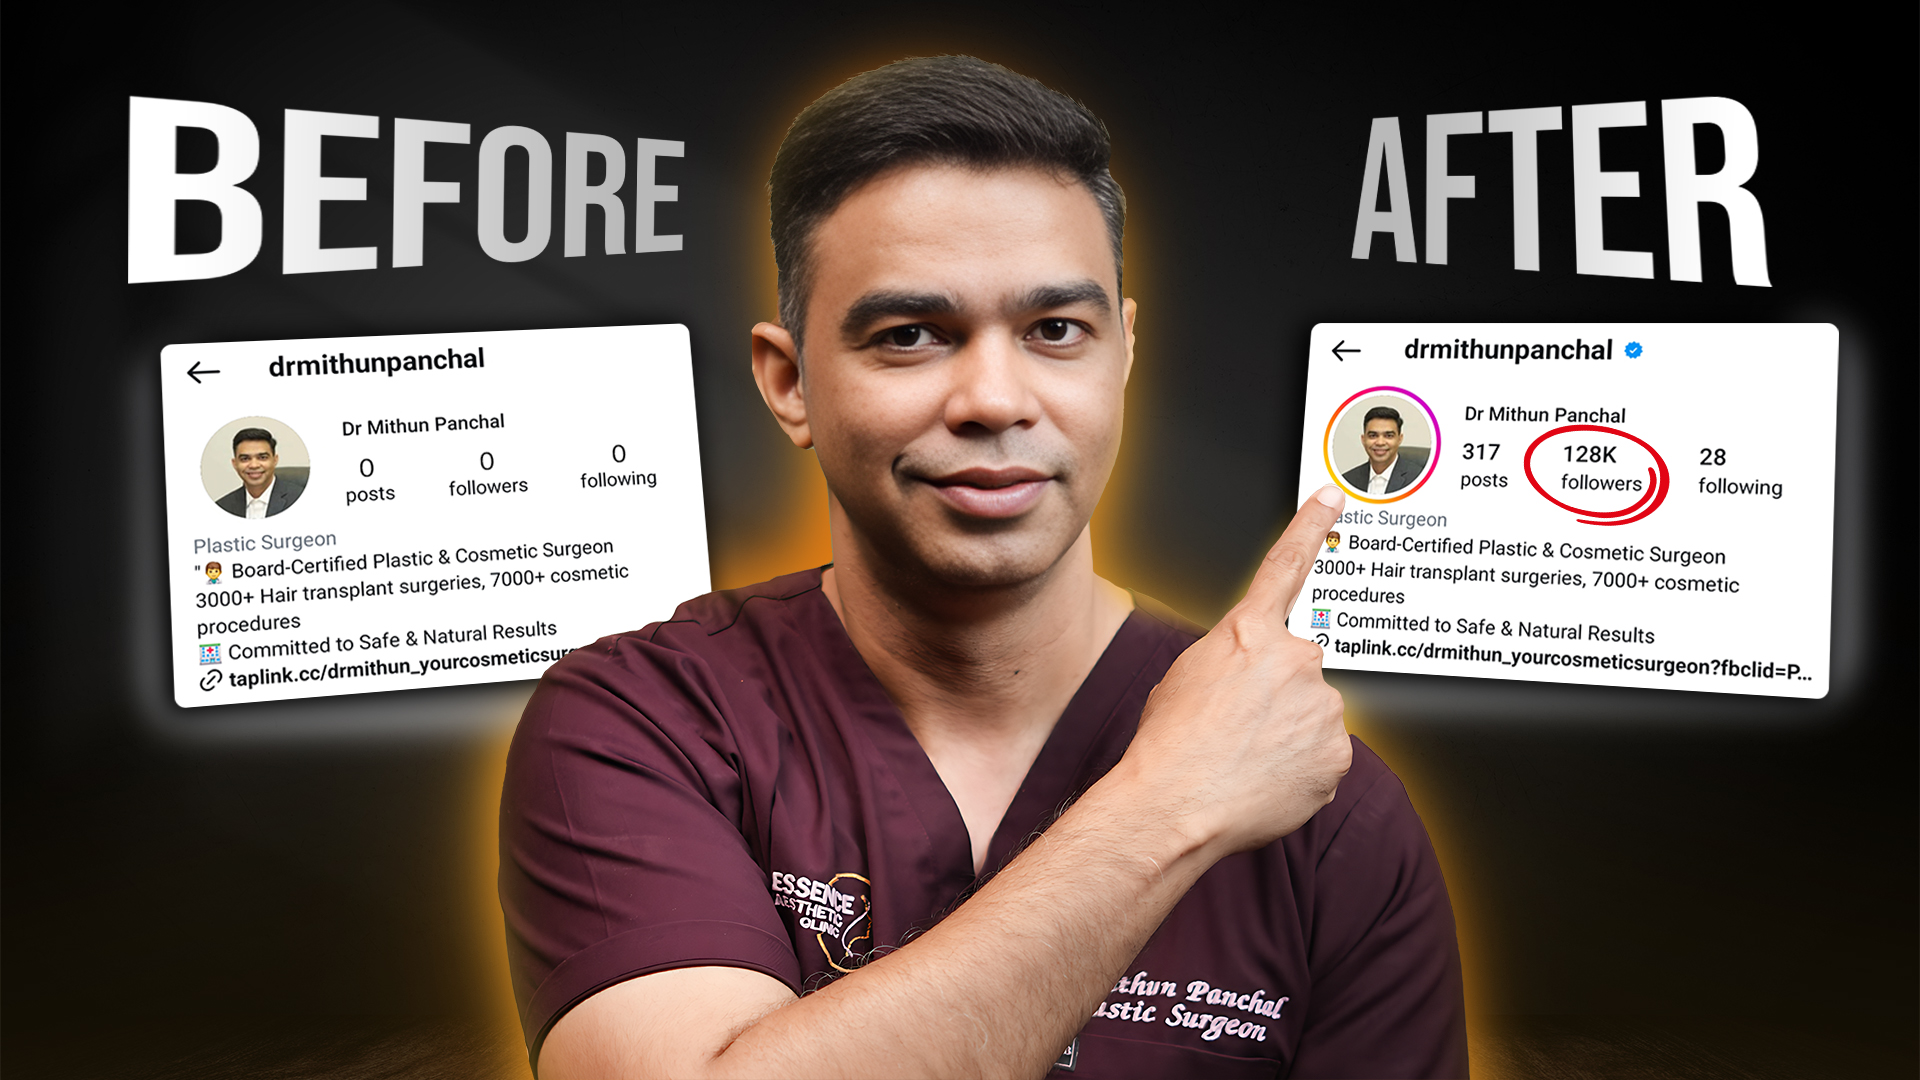 BEFORE
AFTER
drmithunpanchal
Dr Mithun Panchal
0 posts
0 followers
0 following
Plastic Surgeon
"👨‍⚕️ Board-Certified Plastic & Cosmetic Surgeon
3000+ Hair transplant surgeries, 7000+ cosmetic
procedures
🏥 Committed to Safe & Natural Results
taplink.cc/drmithun_yourcosmeticsurg
drmithunpanchal
Dr Mithun Panchal
317 posts
128K followers
28 following
astic Surgeon
👨‍⚕️ Board-Certified Plastic & Cosmetic Surgeon
3000+ Hair transplant surgeries, 7000+ cosmetic
procedures
🏥 Committed to Safe & Natural Results
taplink.cc/drmithun_yourcosmeticsurgeon?fbclid=P...
ESSENCE
AESTHETIC
CLINIC
ithun Panchal
astic Surgeon